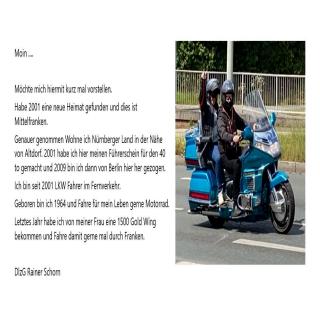 Moin ....
Möchte mich hiermit kurz mal vorstellen.
Habe 2001 eine neue Heimat gefunden und dies ist
Mittelfranken.
Genauer genommen Wohne ich Nürnberger Land in der Nähe
von Altdorf. 2001 habe ich hier meinen Führerschein für den 40
to gemacht und 2009 bin ich dann von Berlin hier her gezogen.
Ich bin seit 2001 LKW Fahrer im Fernverkehr.
Geboren bin ich 1964 und Fahre für mein Leben gerne Motorrad.
Letztes Jahr habe ich von meiner Frau eine 1500 Gold Wing
bekommen und Fahre damit gerne mal durch Franken.
DlzG Rainer Schorn